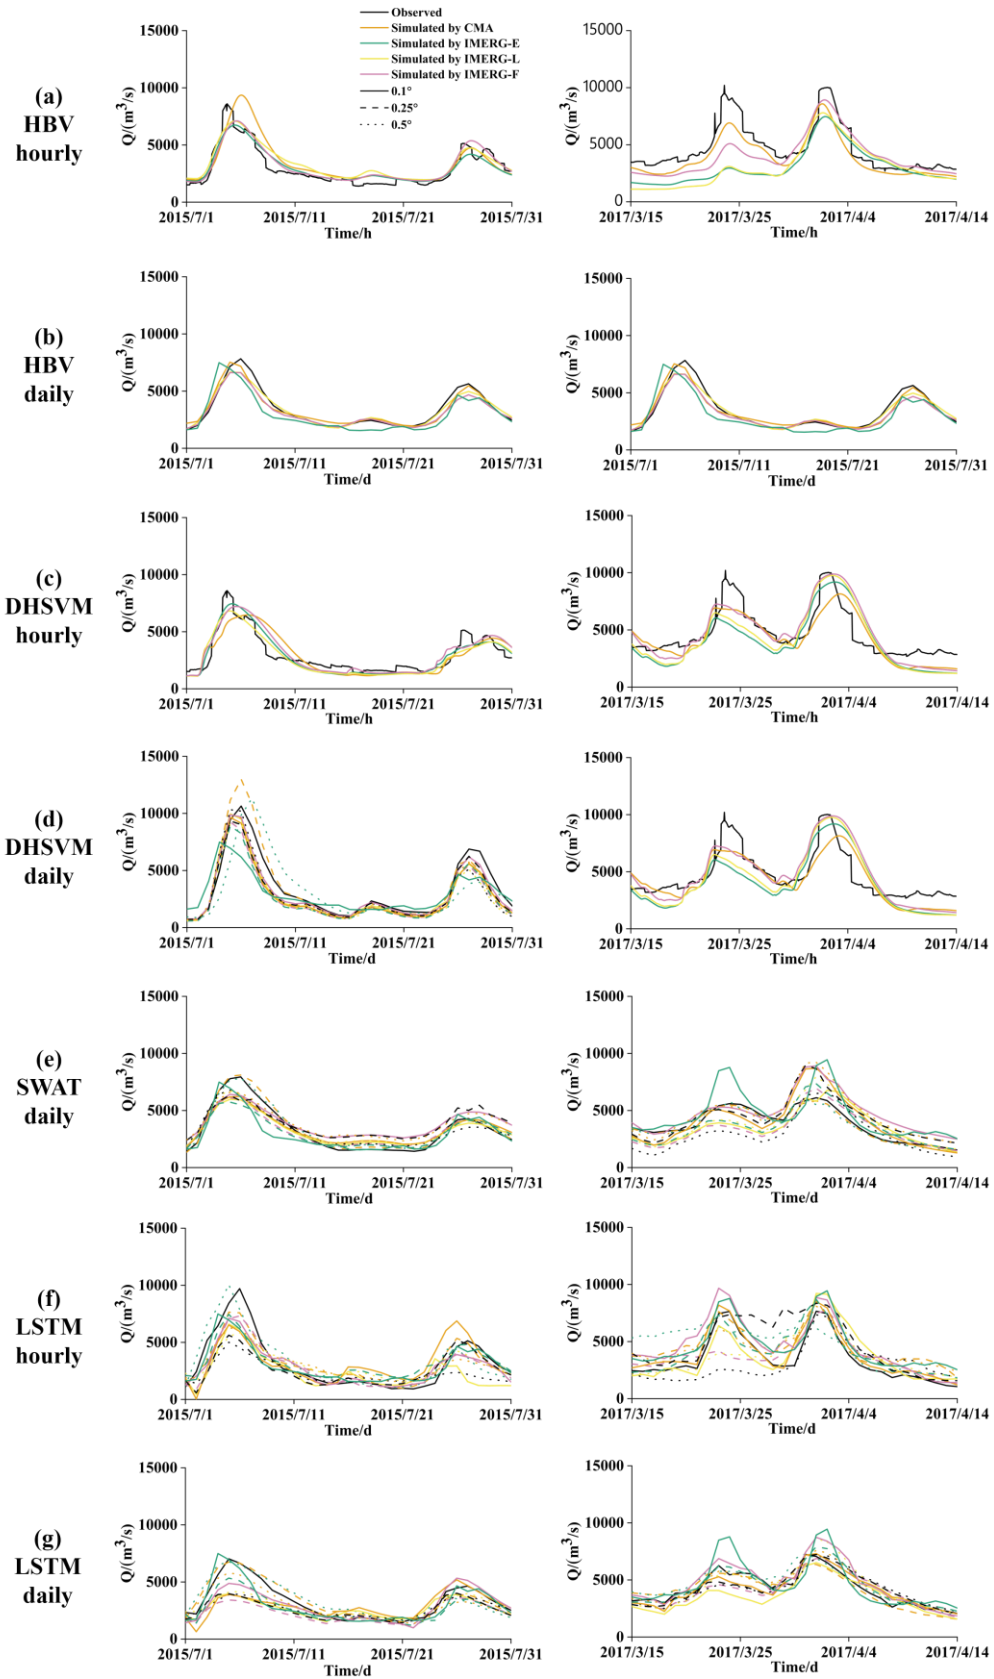 Observed
Simulated by CMA
Simulated by IMERG-E
Simulated by IMERG-L
Simulated by IMERG-F
0.1°
0.25°
0.5°
(a)
HBV
hourly
Q/(m³/s)
15000
10000
5000
0
2015/7/1 2015/7/11 2015/7/21 2015/7/31
Time/h
Q/(m³/s)
15000
10000
5000
0
2017/3/15 2017/3/25 2017/4/4 2017/4/14
Time/h
(b)
HBV
daily
Q/(m³/s)
15000
10000
5000
0
2015/7/1 2015/7/11 2015/7/21 2015/7/31
Time/d
Q/(m³/s)
15000
10000
5000
0
2015/7/1 2015/7/11 2015/7/21 2015/7/31
Time/d
(c)
DHSVM
hourly
Q/(m³/s)
15000
10000
5000
0
2015/7/1 2015/7/11 2015/7/21 2015/7/31
Time/h
Q/(m³/s)
15000
10000
5000
0
2017/3/15 2017/3/25 2017/4/4 2017/4/14
Time/h
(d)
DHSVM
daily
Q/(m³/s)
15000
10000
5000
0
2015/7/1 2015/7/11 2015/7/21 2015/7/31
Time/d
Q/(m³/s)
15000
10000
5000
0
2017/3/15 2017/3/25 2017/4/4 2017/4/14
Time/h
(e)
SWAT
daily
Q/(m³/s)
15000
10000
5000
0
2015/7/1 2015/7/11 2015/7/21 2015/7/31
Time/d
Q/(m³/s)
15000
10000
5000
0
2017/3/15 2017/3/25 2017/4/4 2017/4/14
Time/d
(f)
LSTM
hourly
Q/(m³/s)
15000
10000
5000
0
2015/7/1 2015/7/11 2015/7/21 2015/7/31
Time/d
Q/(m³/s)
15000
10000
5000
0
2017/3/15 2017/3/25 2017/4/4 2017/4/14
Time/d
(g)
LSTM
daily
Q/(m³/s)
15000
10000
5000
0
2015/7/1 2015/7/11 2015/7/21 2015/7/31
Time/d
Q/(m³/s)
15000
10000
5000
0
2017/3/15 2017/3/25 2017/4/4 2017/4/14
Time/d